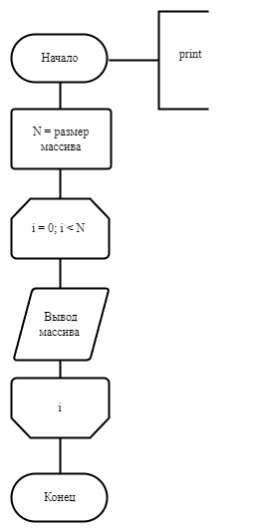 Начало
print
N = размер
массива
i = 0; i < N
Вывод
массива
i
Конец